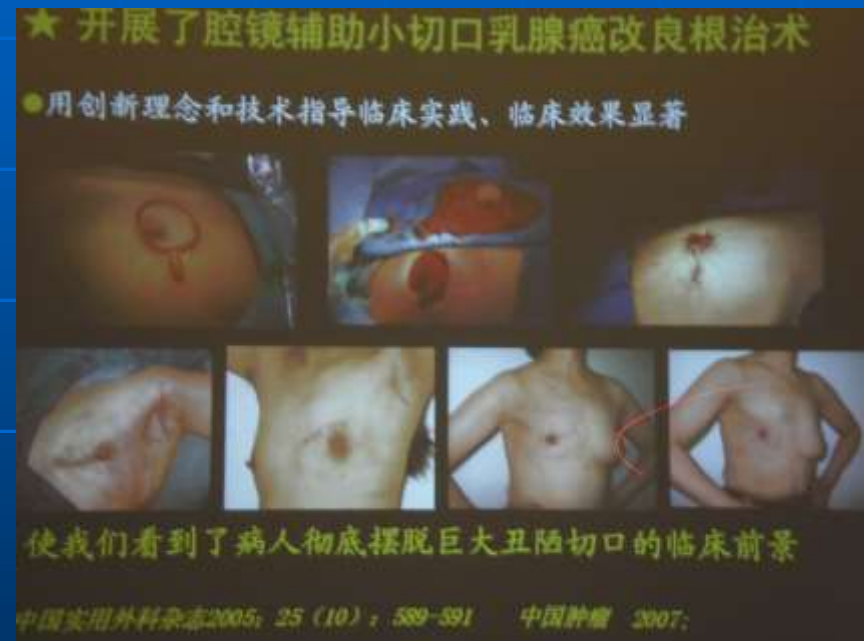 ★ 开展了腔镜辅助小切口乳腺癌改良根治术
●用创新理念和技术指导临床实践、临床效果显著
使我们看到了病人彻底摆脱巨大丑陋切口的临床前景
中国实用外科杂志2005; 25（10）: 589-591 中国肿瘤 2007;